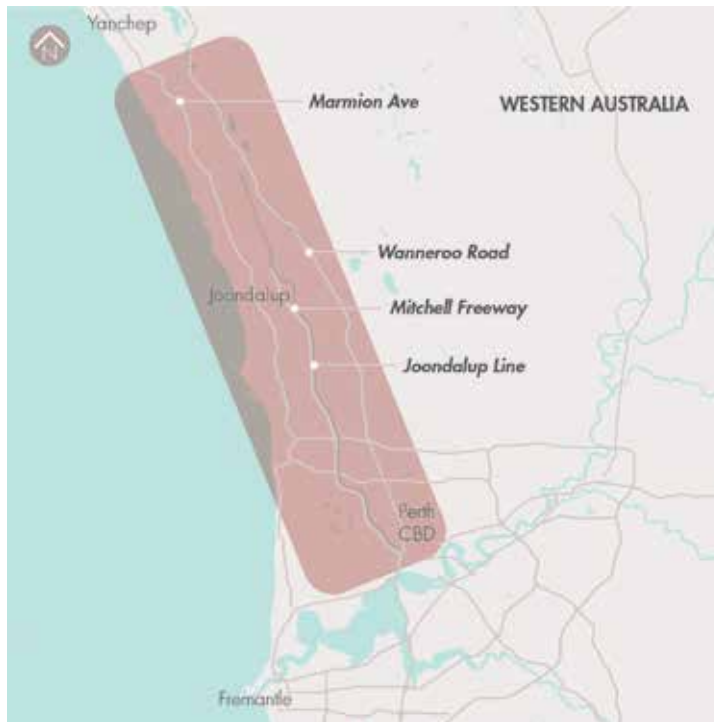 Yanchep
N
Marmion Ave
WESTERN AUSTRALIA
Wanneroo Road
Joondalup
Mitchell Freeway
Joondalup Line
Perth
CBD
Fremantle